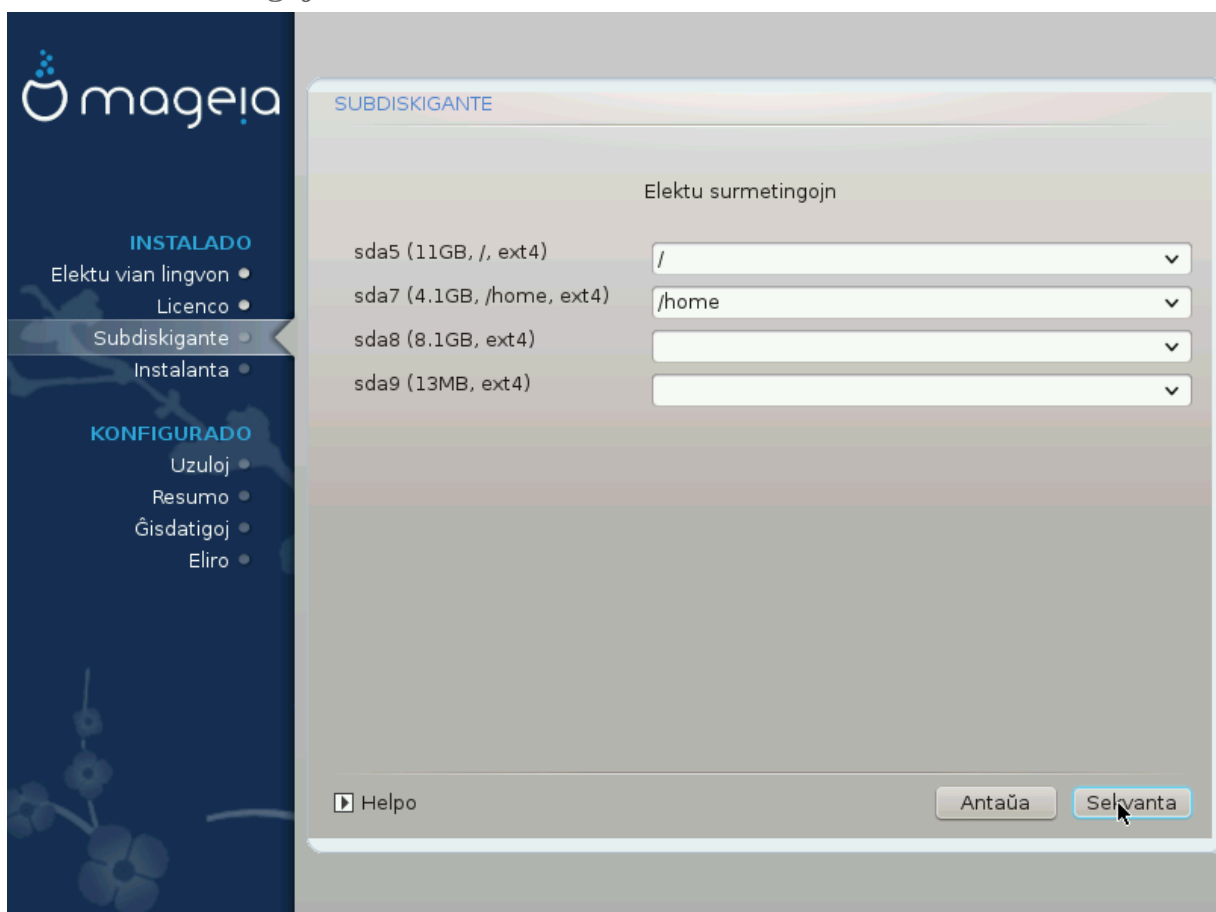 mageia
SUBDISKIGANTE
Elektu surmetingojn
INSTALADO
Elektu vian lingvon
Licenco
Subdiskigante
Instalanta
KONFIGURADO
Uzuloj
Resumo
Ĝisdatigoj
Eliro
sda5 (11GB, /, ext4)
/
sda7 (4.1GB, /home, ext4)
/home
sda8 (8.1GB, ext4)
sda9 (13MB, ext4)
Helpo
Antaŭa
Sekvanta